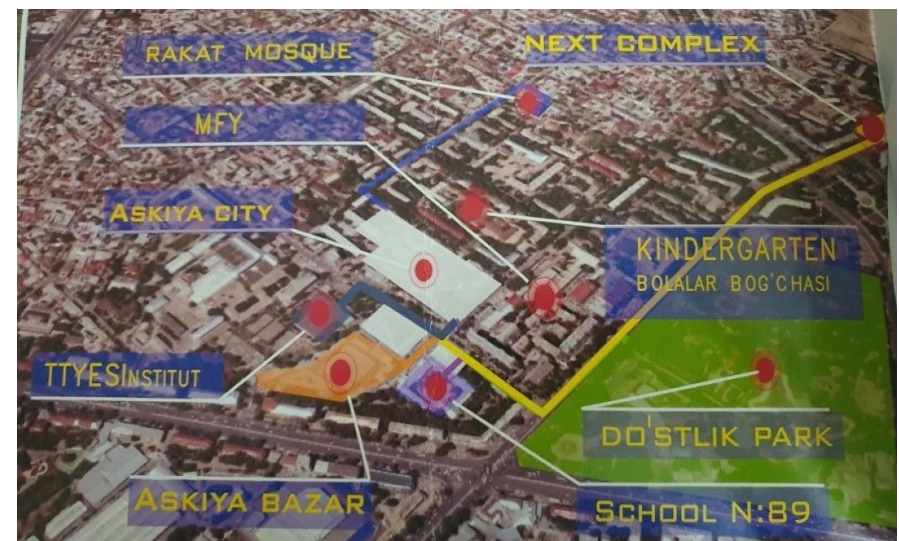 RAKAT MOSQUE
NEXT COMPLEX
MFY
ASKIYA CITY
KINDERGARTEN
BOLALAR BOG'CHASI
TTYESINSTITUT
DO'STLIK PARK
ASKIYA BAZAR
SCHOOL N:89